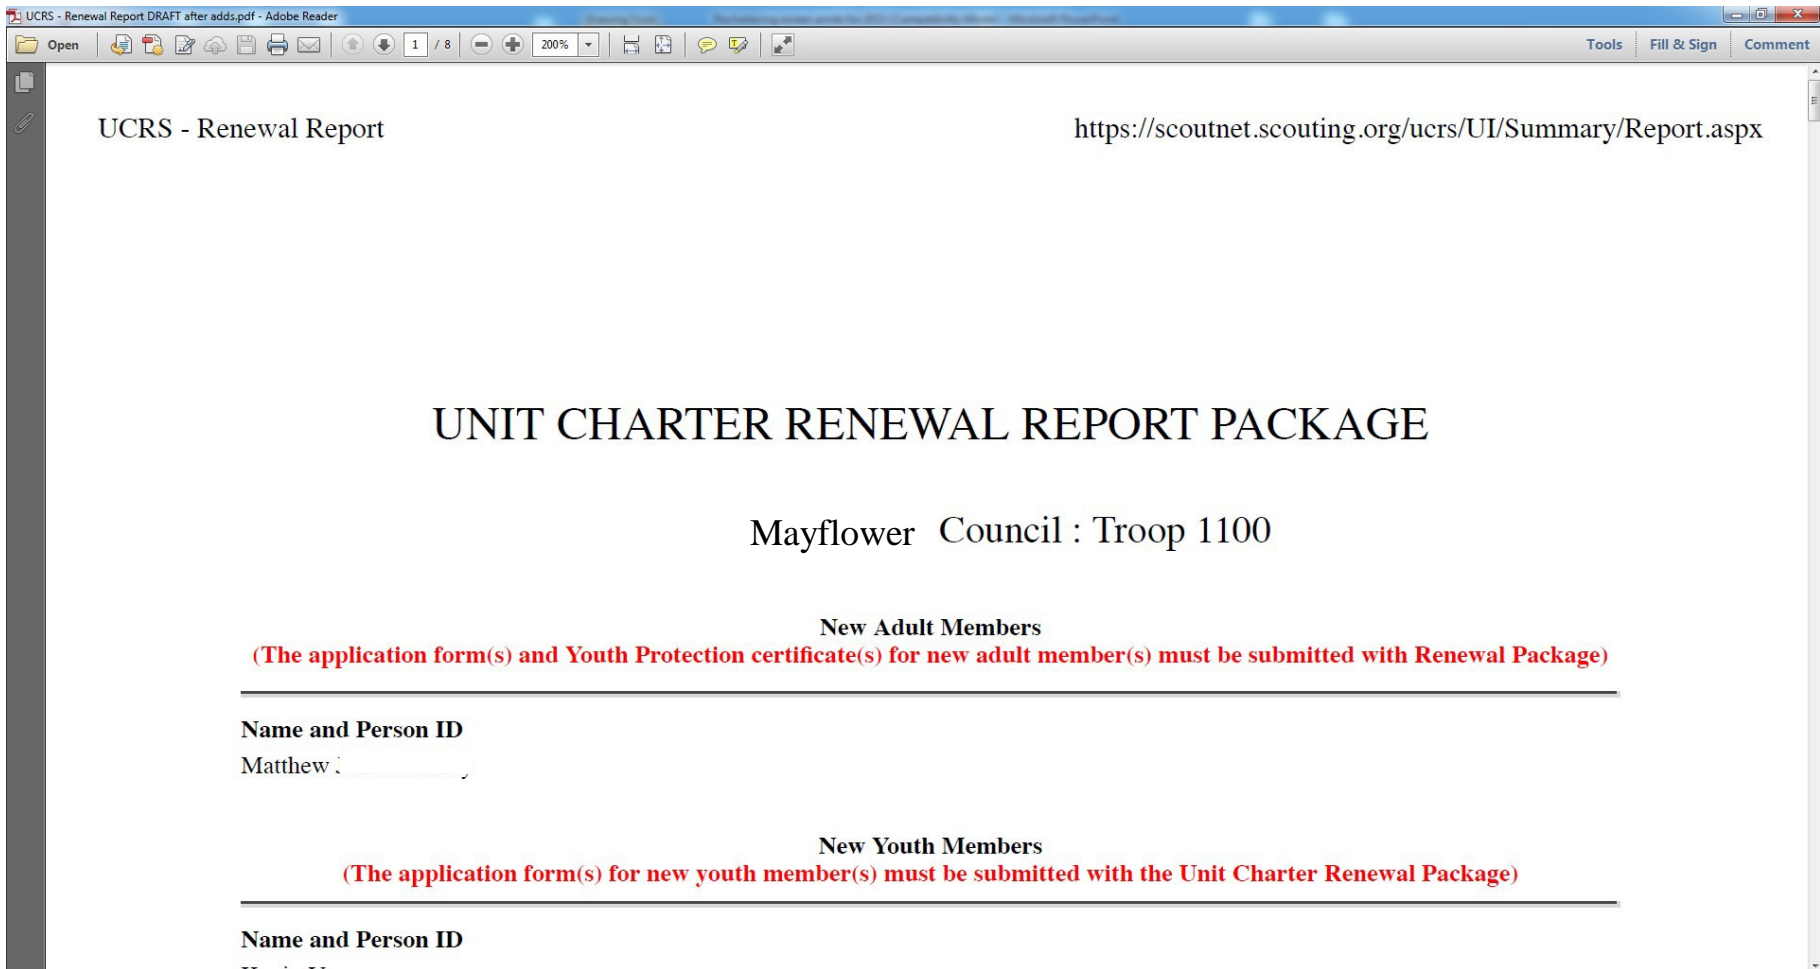 UCRS - Renewal Report DRAFT after adds.pdf - Adobe Reader
Open 1 / 8 200% Tools Fill & Sign Comment
UCRS - Renewal Report https://scoutnet.scouting.org/ucrs/UI/Summary/Report.aspx
UNIT CHARTER RENEWAL REPORT PACKAGE
Mayflower Council : Troop 1100
New Adult Members
(The application form(s) and Youth Protection certificate(s) for new adult member(s) must be submitted with Renewal Package)
Name and Person ID
Matthew
New Youth Members
(The application form(s) for new youth member(s) must be submitted with the Unit Charter Renewal Package)
Name and Person ID